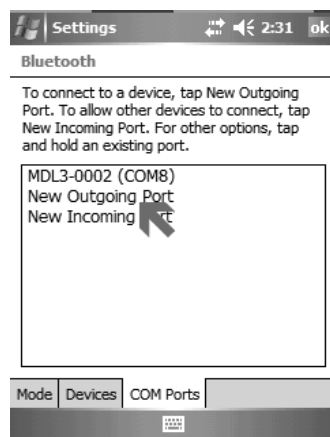 Settings 2:31 ok
Bluetooth
To connect to a device, tap New Outgoing
Port. To allow other devices to connect, tap
New Incoming Port. For other options, tap
and hold an existing port.
MDL3-0002 (COM8)
New Outgoing Port
New Incoming Port
Mode Devices COM Ports